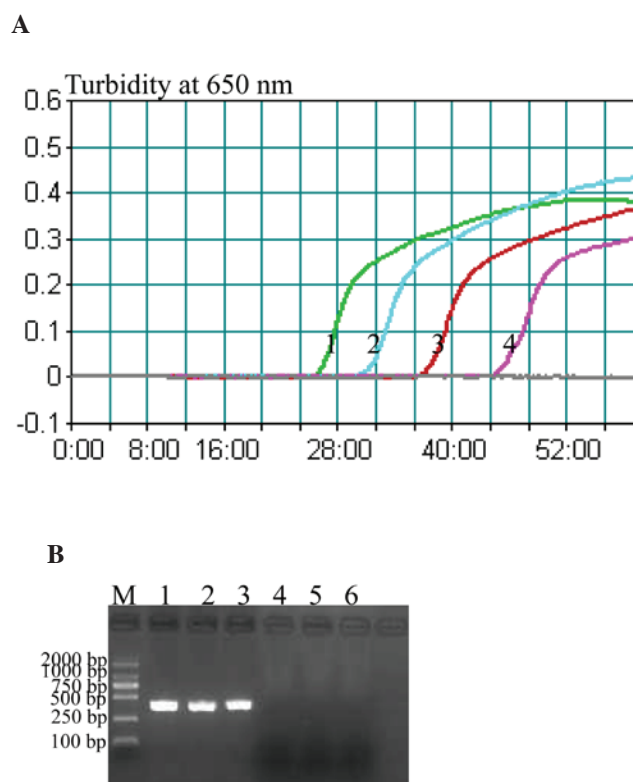 A
Turbidity at 650 nm
0.6
0.5
0.4
0.3
0.2
0.1
0
-0.1
1 2 3 4
0:00 8:00 16:00 28:00 40:00 52:00
B
M 1 2 3 4 5 6
2000 bp
1000 bp
750 bp
500 bp
250 bp
100 bp